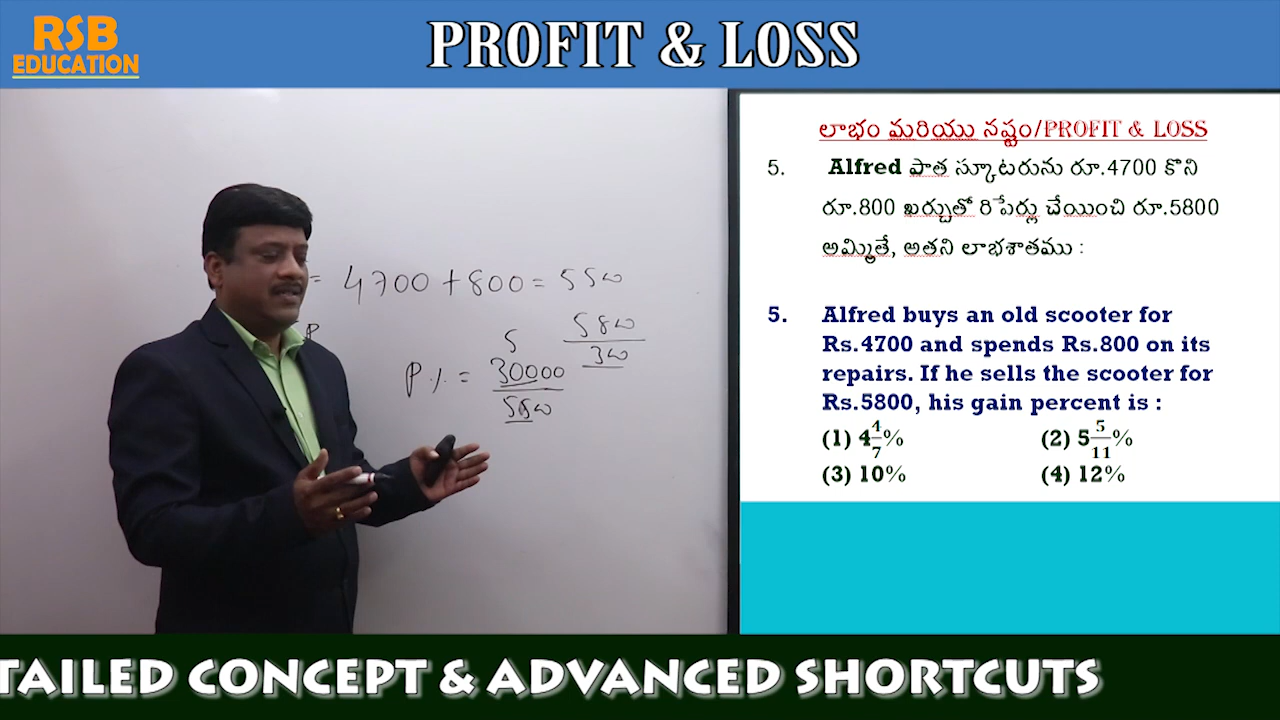 RSB
EDUCATION
PROFIT & LOSS
= 4700 + 800 = 5500
SP
5800
300
5
P % = 30000
5500
లాభం మరియు నష్టం/PROFIT & LOSS
5. Alfred పాత స్కూటరును రూ.4700 కొని
రూ.800 ఖర్చుతో రిపేర్లు చేయించి రూ.5800
అమ్మితే, అతని లాభశాతము :
5. Alfred buys an old scooter for
Rs.4700 and spends Rs.800 on its
repairs. If he sells the scooter for
Rs.5800, his gain percent is :
(1) 4 4/7% (2) 5 5/11%
(3) 10% (4) 12%
TAILED CONCEPT & ADVANCED SHORTCUTS